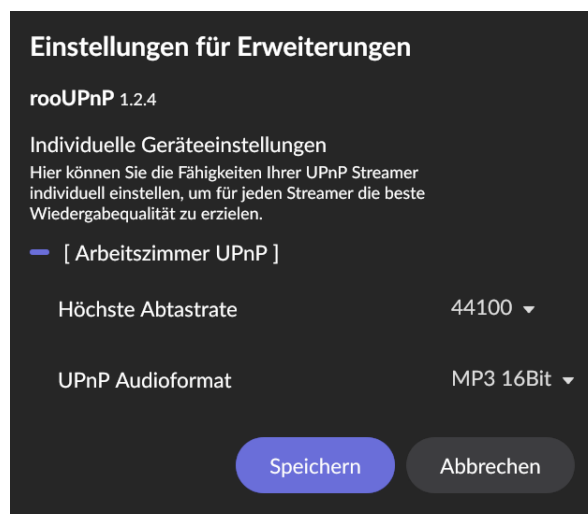 Einstellungen für Erweiterungen
rooUPnP 1.2.4
Individuelle Geräteeinstellungen
Hier können Sie die Fähigkeiten Ihrer UPnP Streamer
individuell einstellen, um für jeden Streamer die beste
Wiedergabequalität zu erzielen.
[ Arbeitszimmer UPnP ]
Höchste Abtastrate 44100
UPnP Audioformat MP3 16Bit
Speichern Abbrechen